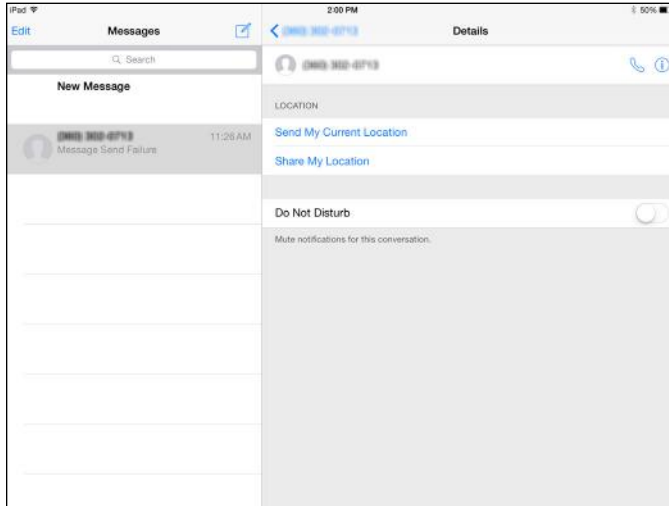 iPad
2:00 PM
50%
Edit
Messages
Details
Search
New Message
11:26 AM
Message Send Failure
LOCATION
Send My Current Location
Share My Location
Do Not Disturb
Mute notifications for this conversation.